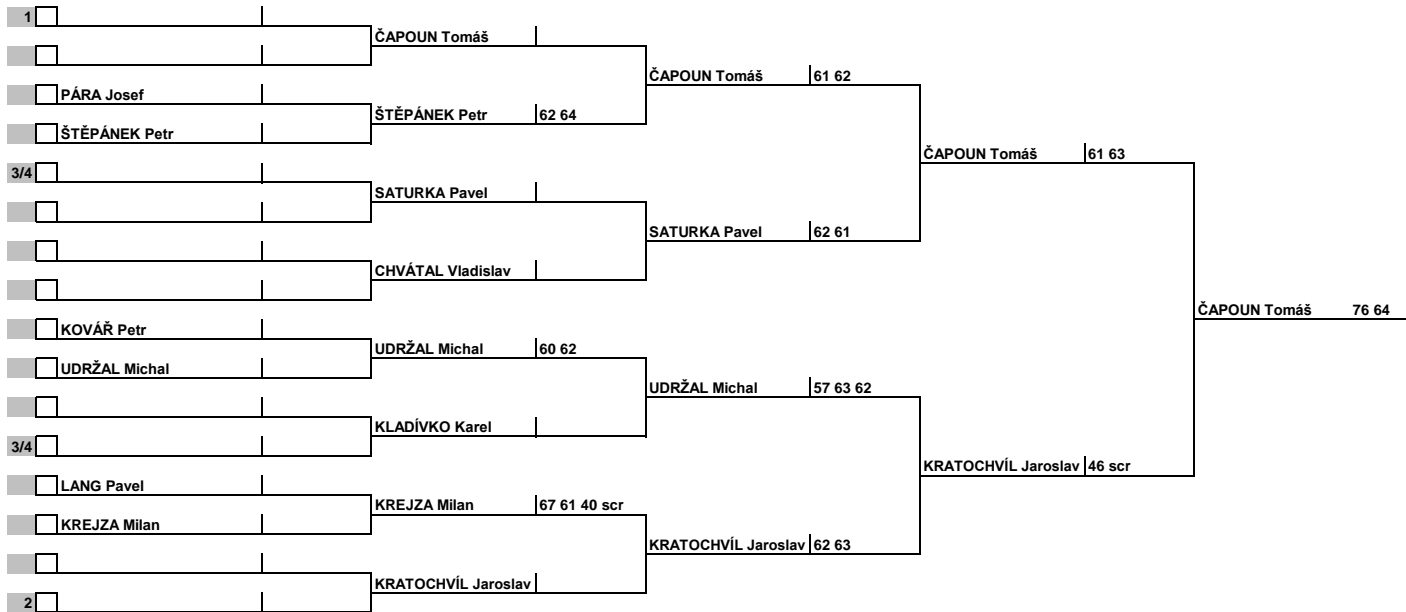 1
ČAPOUN Tomáš
ČAPOUN Tomáš 61 62
PÁRA Josef
ŠTĚPÁNEK Petr 62 64
ŠTĚPÁNEK Petr
ČAPOUN Tomáš 61 63
3/4
SATURKA Pavel
SATURKA Pavel 62 61
CHVÁTAL Vladislav
ČAPOUN Tomáš 76 64
KOVÁŘ Petr
UDRŽAL Michal 60 62
UDRŽAL Michal
UDRŽAL Michal 57 63 62
KLADÍVKO Karel
3/4
KRATOCHVÍL Jaroslav 46 scr
LANG Pavel
KREJZA Milan 67 61 40 scr
KREJZA Milan
KRATOCHVÍL Jaroslav 62 63
KRATOCHVÍL Jaroslav
2